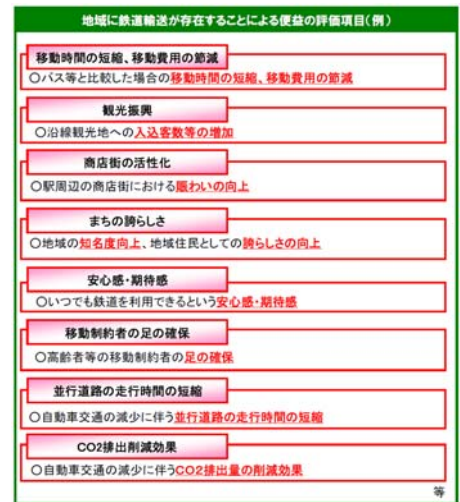 地域に鉄道輸送が存在することによる便益の評価項目(例)
移動時間の短縮、移動費用の節減
○バス等と比較した場合の移動時間の短縮、移動費用の節減
観光振興
○沿線観光地への入込客数等の増加
商店街の活性化
○駅周辺の商店街における賑わいの向上
まちの誇らしさ
○地域の知名度向上、地域住民としての誇らしさの向上
安心感・期待感
○いつでも鉄道を利用できるという安心感・期待感
移動制約者の足の確保
○高齢者等の移動制約者の足の確保
並行道路の走行時間の短縮
○自動車交通の減少に伴う並行道路の走行時間の短縮
CO2排出削減効果
○自動車交通の減少に伴うCO2排出量の削減効果
等